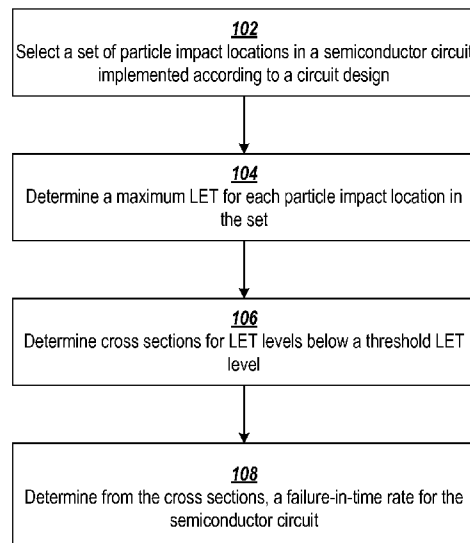 102
Select a set of particle impact locations in a semiconductor circuit
implemented according to a circuit design
104
Determine a maximum LET for each particle impact location in
the set
106
Determine cross sections for LET levels below a threshold LET
level
108
Determine from the cross sections, a failure-in-time rate for the
semiconductor circuit